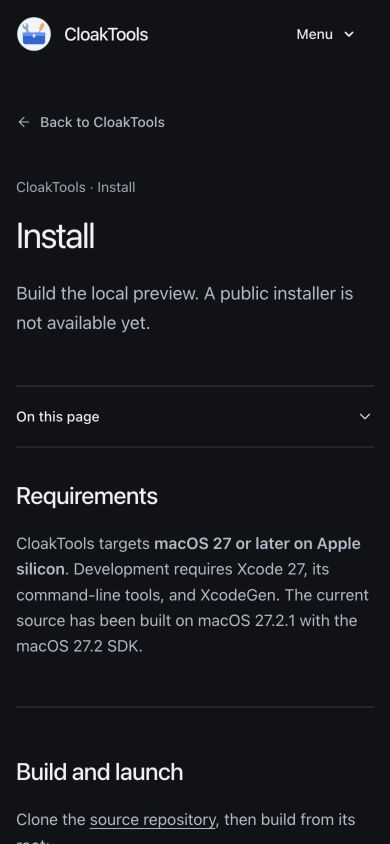 CloakTools
Menu
Back to CloakTools
CloakTools · Install
Install
Build the local preview. A public installer is
not available yet.
On this page
Requirements
CloakTools targets macOS 27 or later on Apple
silicon. Development requires Xcode 27, its
command-line tools, and XcodeGen. The current
source has been built on macOS 27.2.1 with the
macOS 27.2 SDK.
Build and launch
Clone the source repository, then build from its